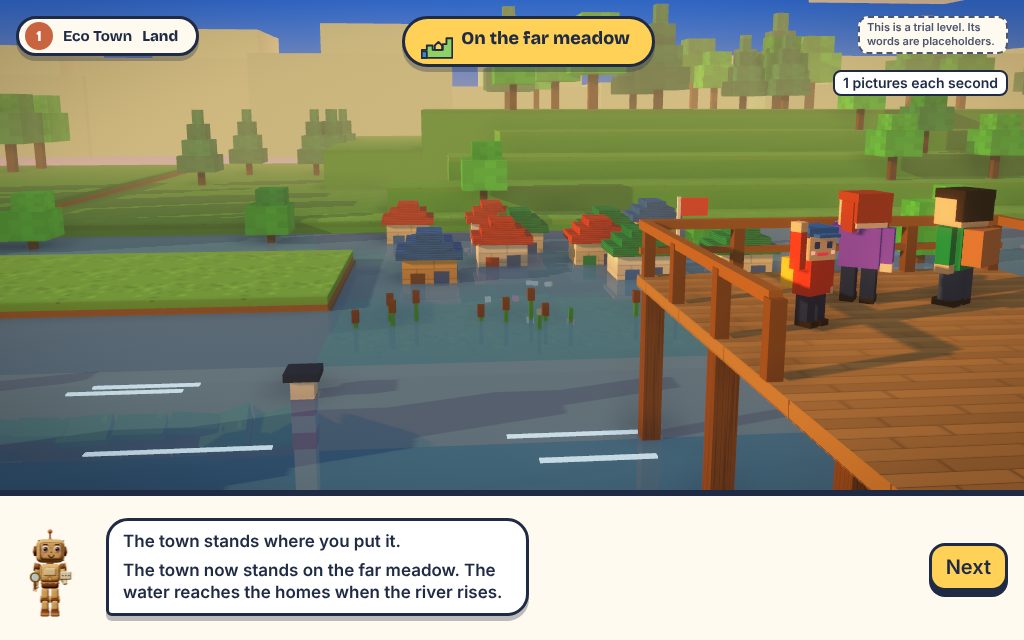 1 Eco Town Land
On the far meadow
This is a trial level. Its
words are placeholders.
1 pictures each second
The town stands where you put it.
The town now stands on the far meadow. The
water reaches the homes when the river rises.
Next